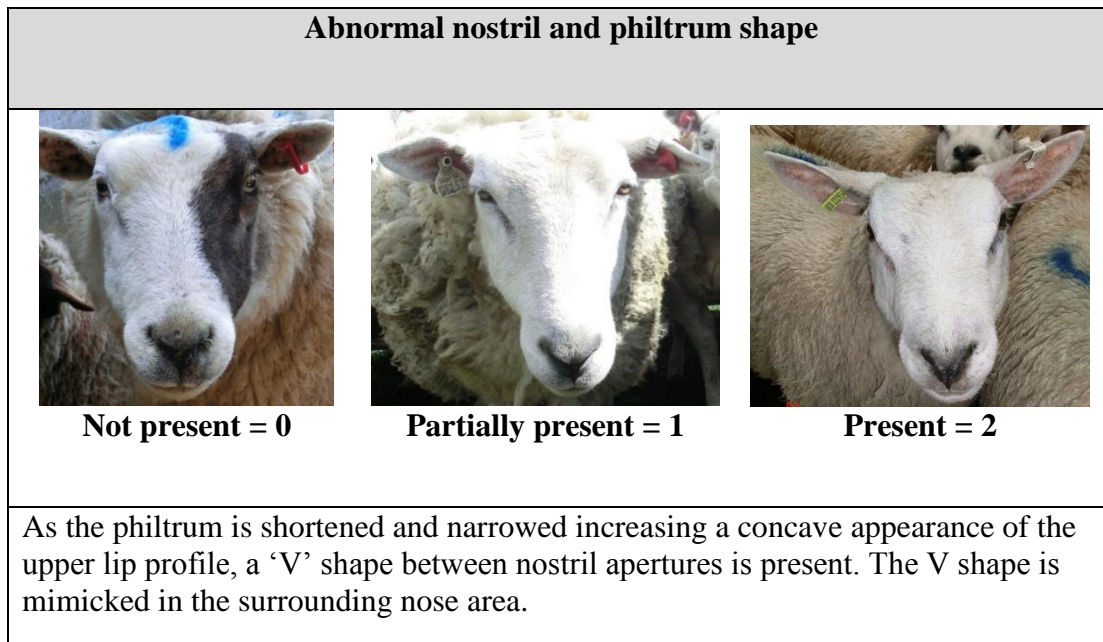 Abnormal nostril and philtrum shape
Not present = 0
Partially present = 1
Present = 2
As the philtrum is shortened and narrowed increasing a concave appearance of the
upper lip profile, a ‘V’ shape between nostril apertures is present. The V shape is
mimicked in the surrounding nose area.